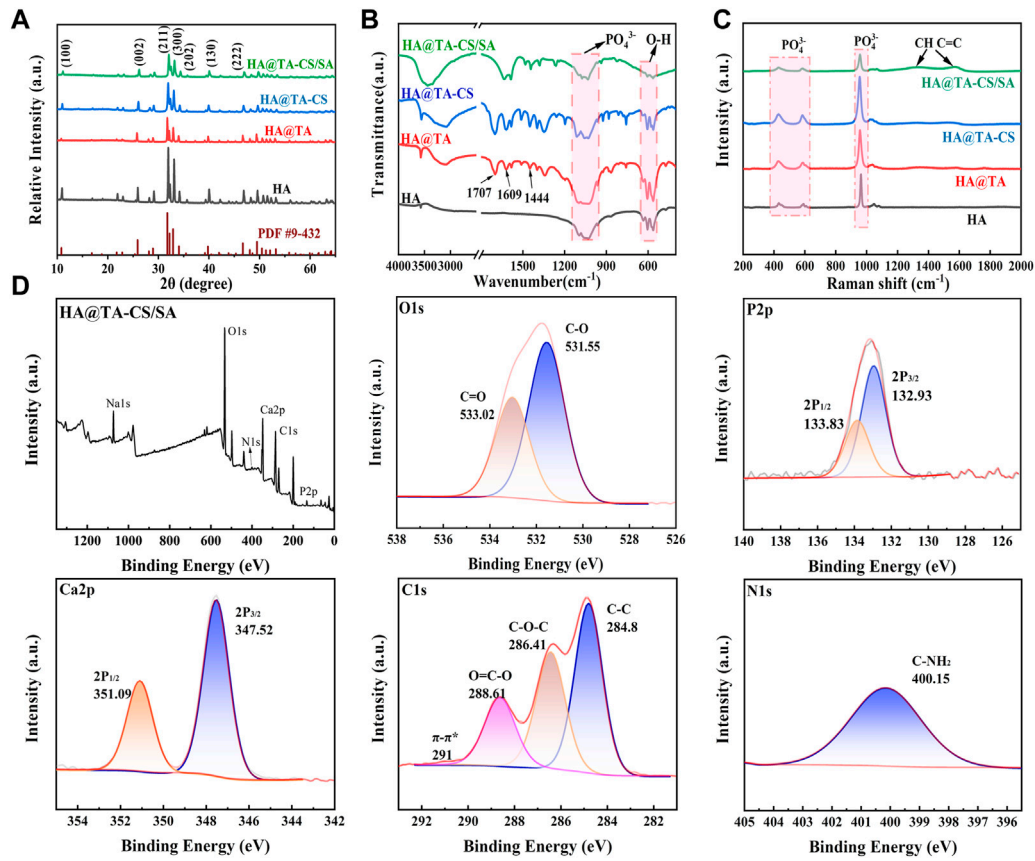 A
(100)
(002)
(211)
(300)
(202)
(130)
(222)
HA@TA-CS/SA
HA@TA-CS
HA@TA
HA
PDF #9-432
Relative Intensity (a.u.)
10 20 30 40 50 60
2θ (degree)
B
HA@TA-CS/SA
HA@TA-CS
HA@TA
HA
PO₄³⁻
O-H
1707 1609 1444
Transmittance(a.u.)
4000 3500 3000 1500 1200 900 600
Wavenumber(cm⁻¹)
C
PO₄³⁻
PO₄³⁻
CH C=C
HA@TA-CS/SA
HA@TA-CS
HA@TA
HA
Intensity (a.u.)
200 400 600 800 1000 1200 1400 1600 1800 2000
Raman shift (cm⁻¹)
D
HA@TA-CS/SA
Na1s
O1s
N1s
Ca2p
C1s
P2p
Intensity (a.u.)
1200 1000 800 600 400 200 0
Binding Energy (eV)
O1s
C-O
531.55
C=O
533.02
Intensity (a.u.)
538 536 534 532 530 528 526
Binding Energy (eV)
P2p
2P₃/₂
132.93
2P₁/₂
133.83
Intensity (a.u.)
140 135 134 133 132 131 130 125
Binding Energy (eV)
Ca2p
2P₃/₂
347.52
2P₁/₂
351.09
Intensity (a.u.)
354 352 350 348 346 344 342
Binding Energy (eV)
C1s
C-C
284.8
C-O-C
286.41
O=C-O
288.61
π-π*
291
Intensity (a.u.)
292 290 288 286 284 282
Binding Energy (eV)
N1s
C-NH₂
400.15
Intensity (a.u.)
405 404 403 402 401 400 399 398 397 396
Binding Energy (eV)